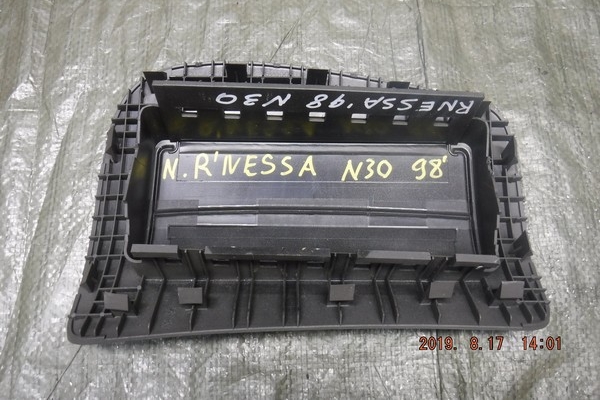 RNESSA '98 N30
N. R'NESSA N30 98'
2019. 8.17 14:01